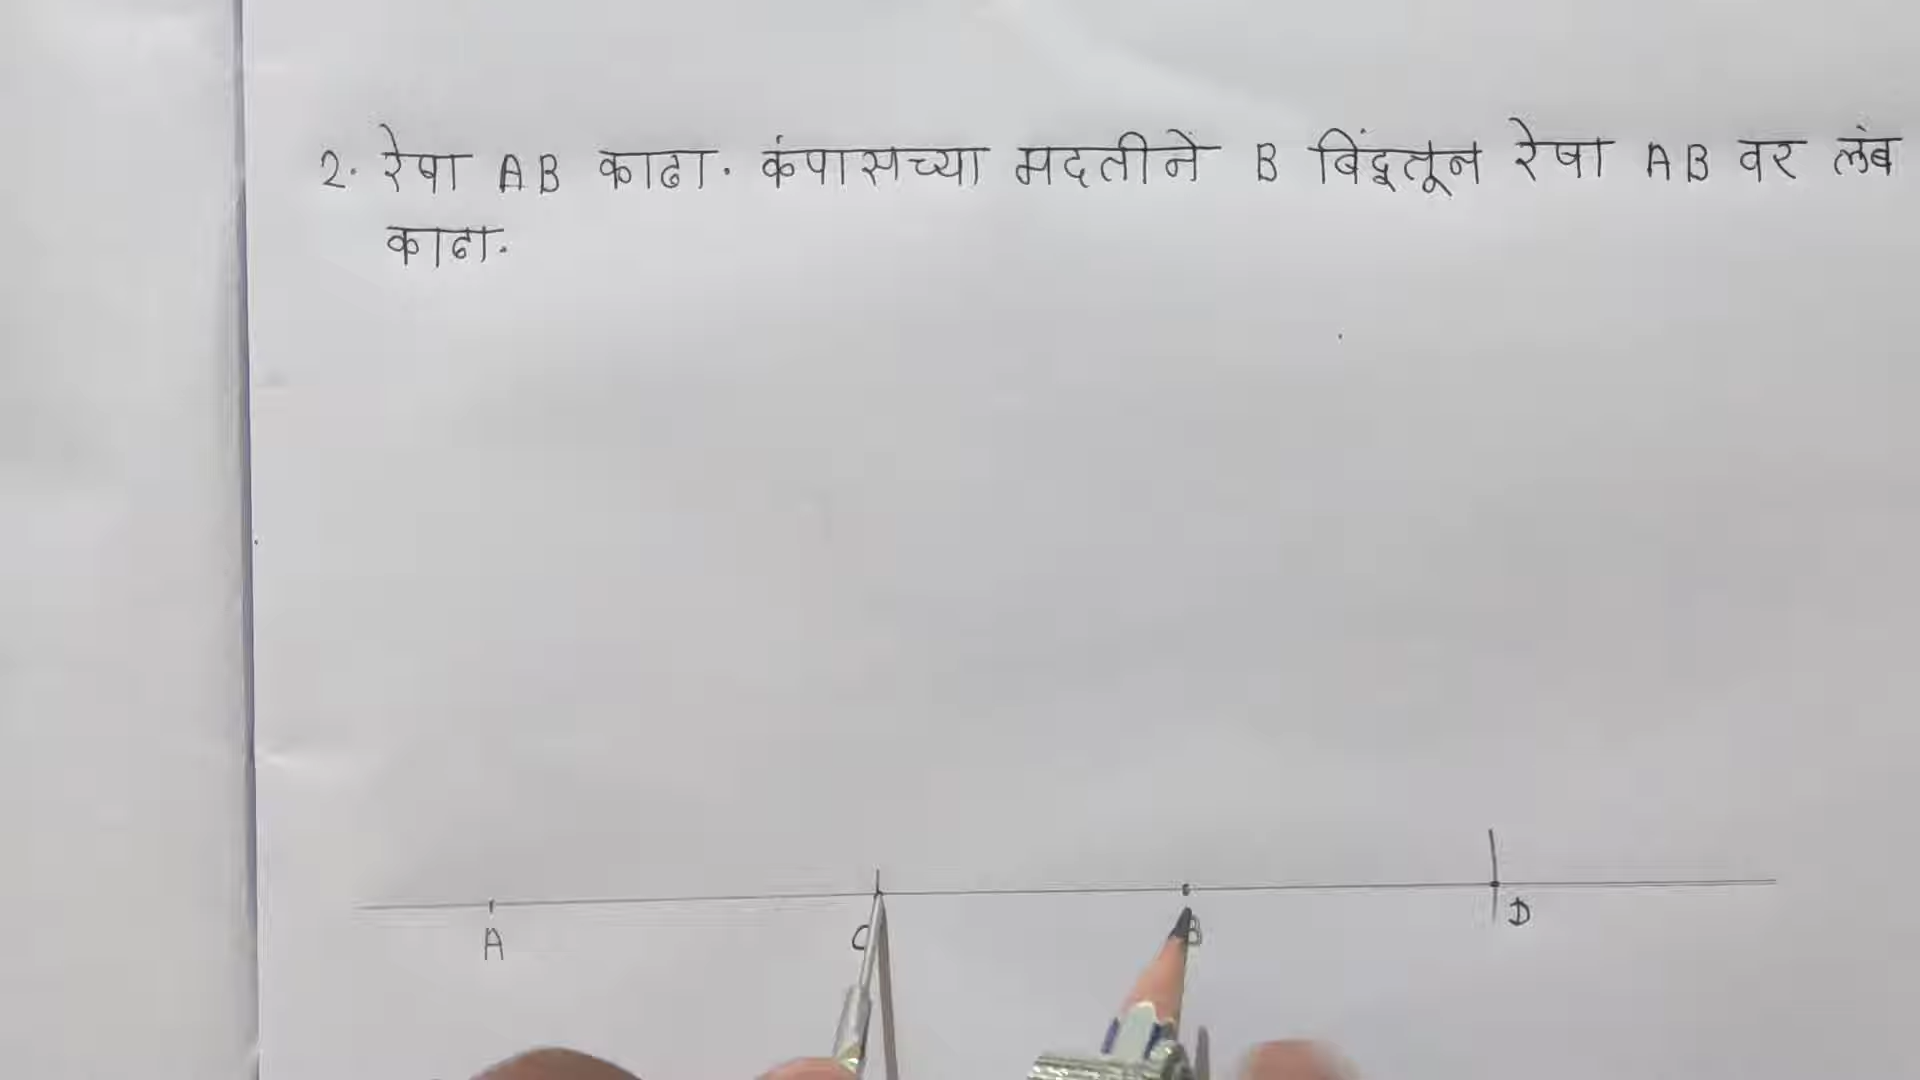 2. रेषा AB काढा. कंपासच्या मदतीने B बिंदूतून रेषा AB वर लंब
काढा.
A C B D